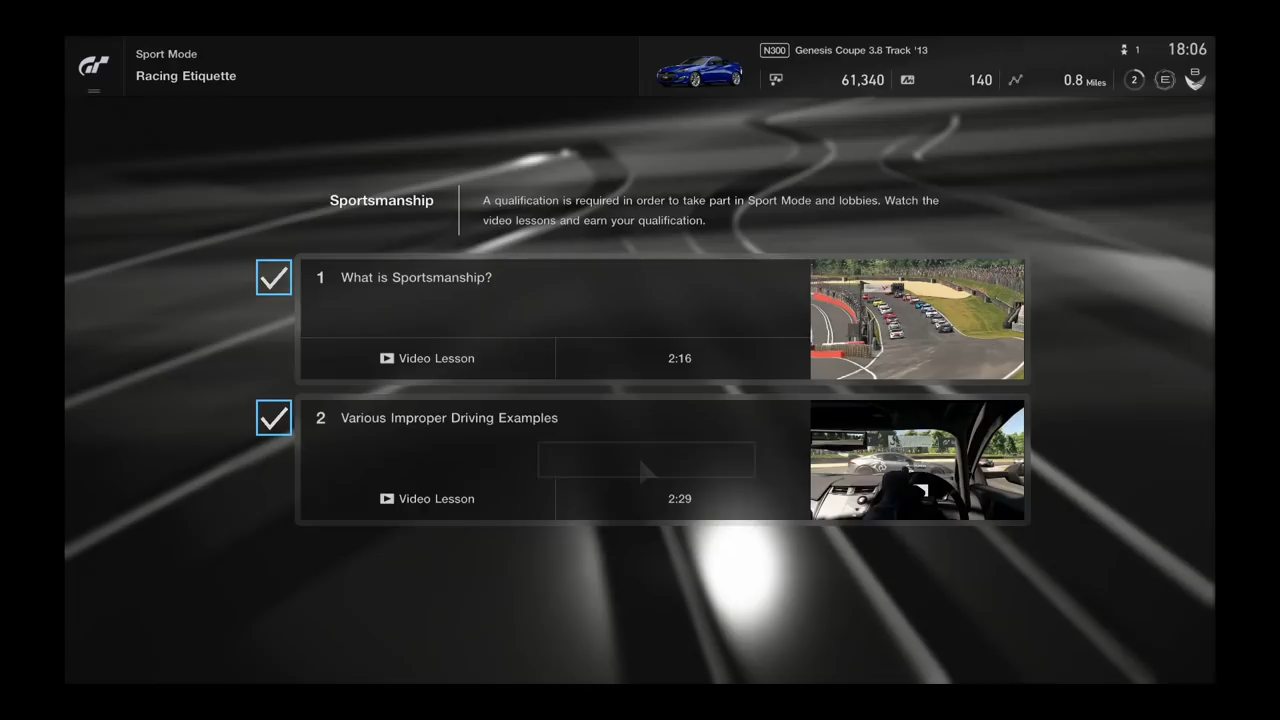 Sport Mode
Racing Etiquette
N300 Genesis Coupe 3.8 Track '13
1 18:06
61,340 140 0.8 Miles 2 E B
Sportsmanship
A qualification is required in order to take part in Sport Mode and lobbies. Watch the
video lessons and earn your qualification.
1 What is Sportsmanship?
Video Lesson 2:16
2 Various Improper Driving Examples
Video Lesson 2:29